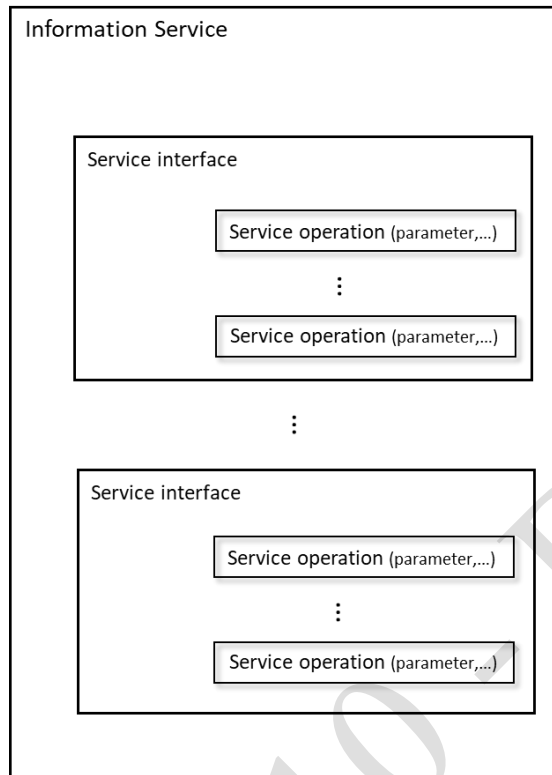 Information Service
Service interface
Service operation (parameter,...)
⋮
Service operation (parameter,...)
⋮
Service interface
Service operation (parameter,...)
⋮
Service operation (parameter,...)